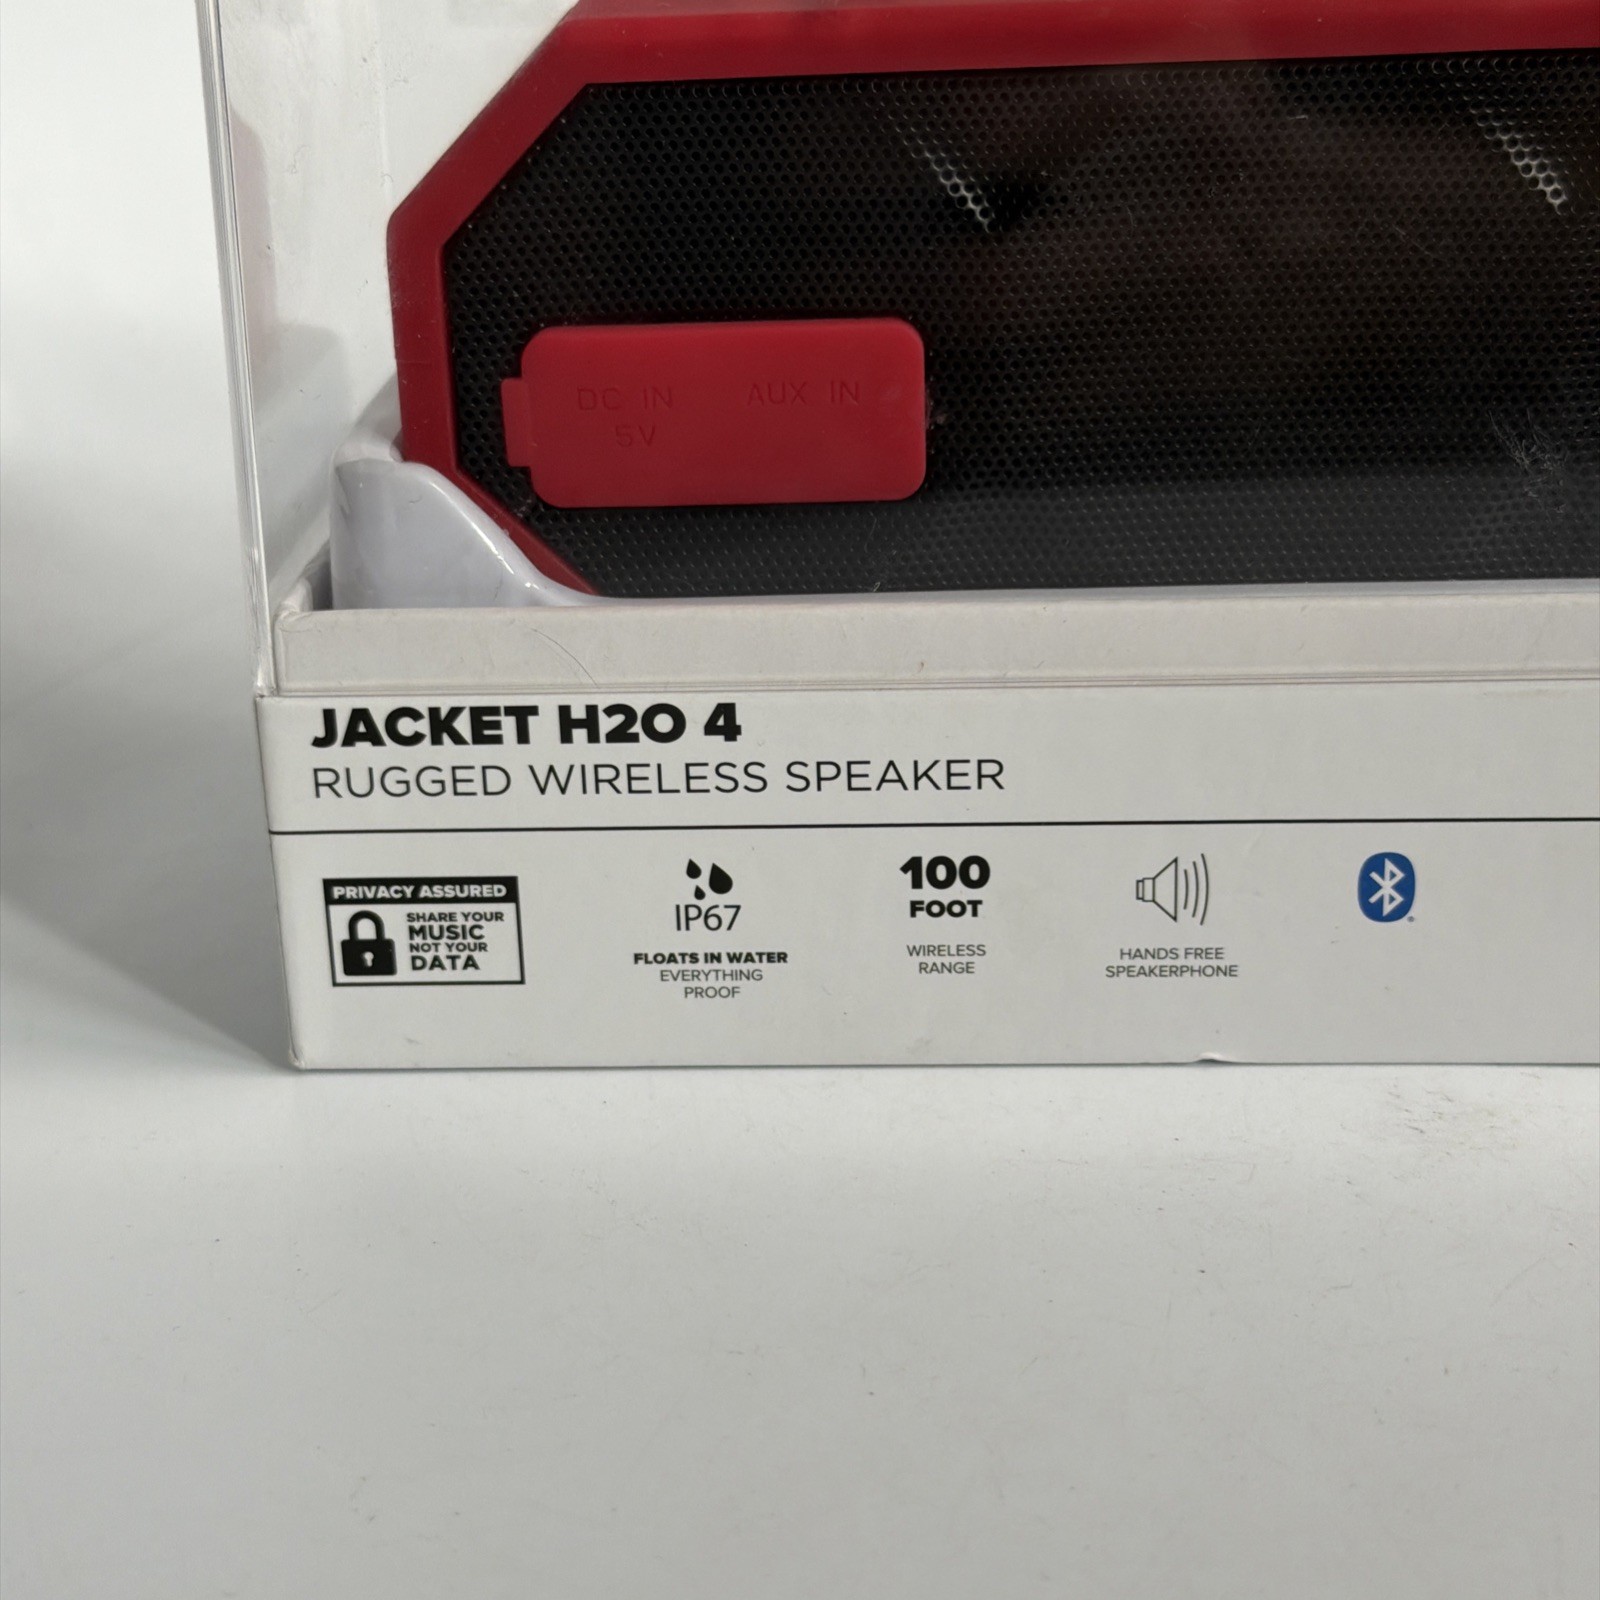 DC IN
5V
AUX IN
JACKET H2O 4
RUGGED WIRELESS SPEAKER
PRIVACY ASSURED
SHARE YOUR
MUSIC
NOT YOUR
DATA
IP67
FLOATS IN WATER
EVERYTHING
PROOF
100
FOOT
WIRELESS
RANGE
HANDS FREE
SPEAKERPHONE